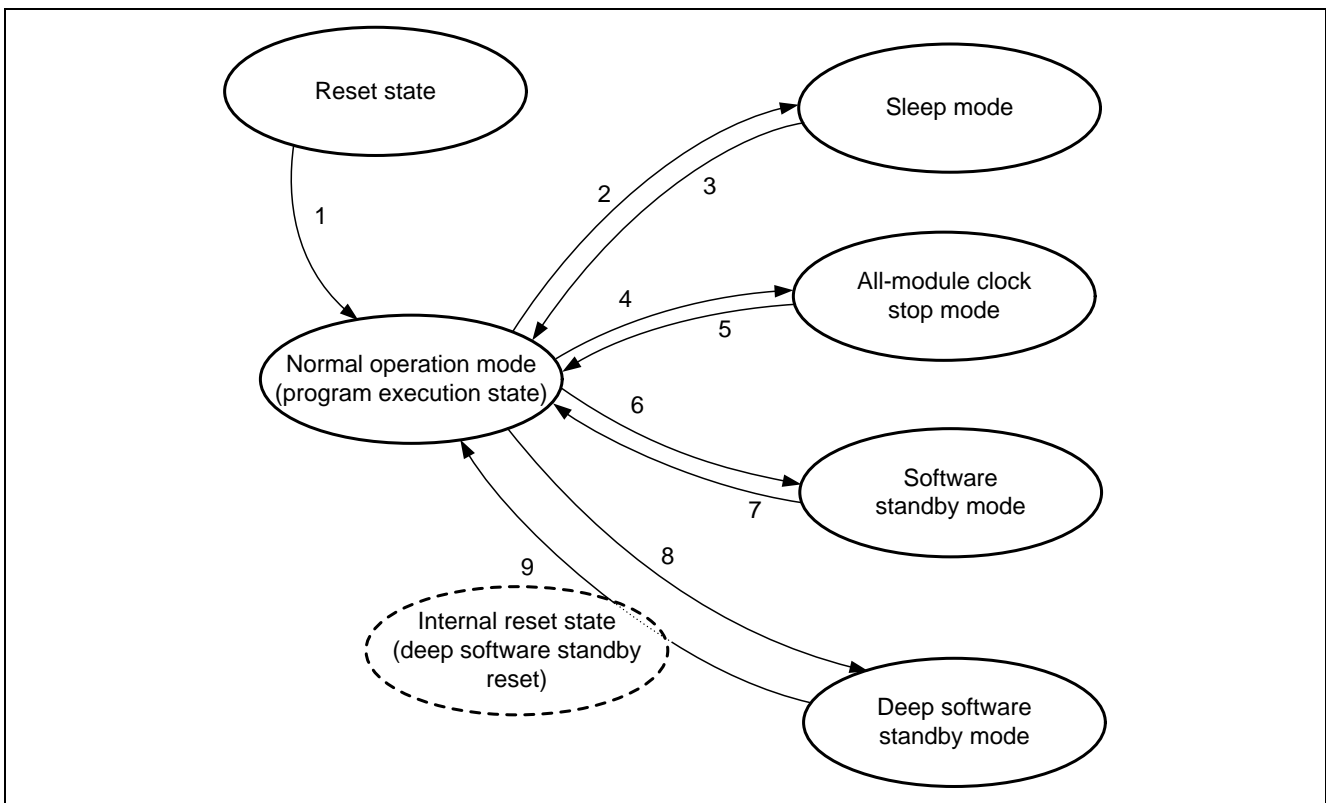 Reset state
Sleep mode
2
3
1
All-module clock
stop mode
4
5
Normal operation mode
(program execution state)
6
7
Software
standby mode
8
9
Internal reset state
(deep software standby
reset)
Deep software
standby mode